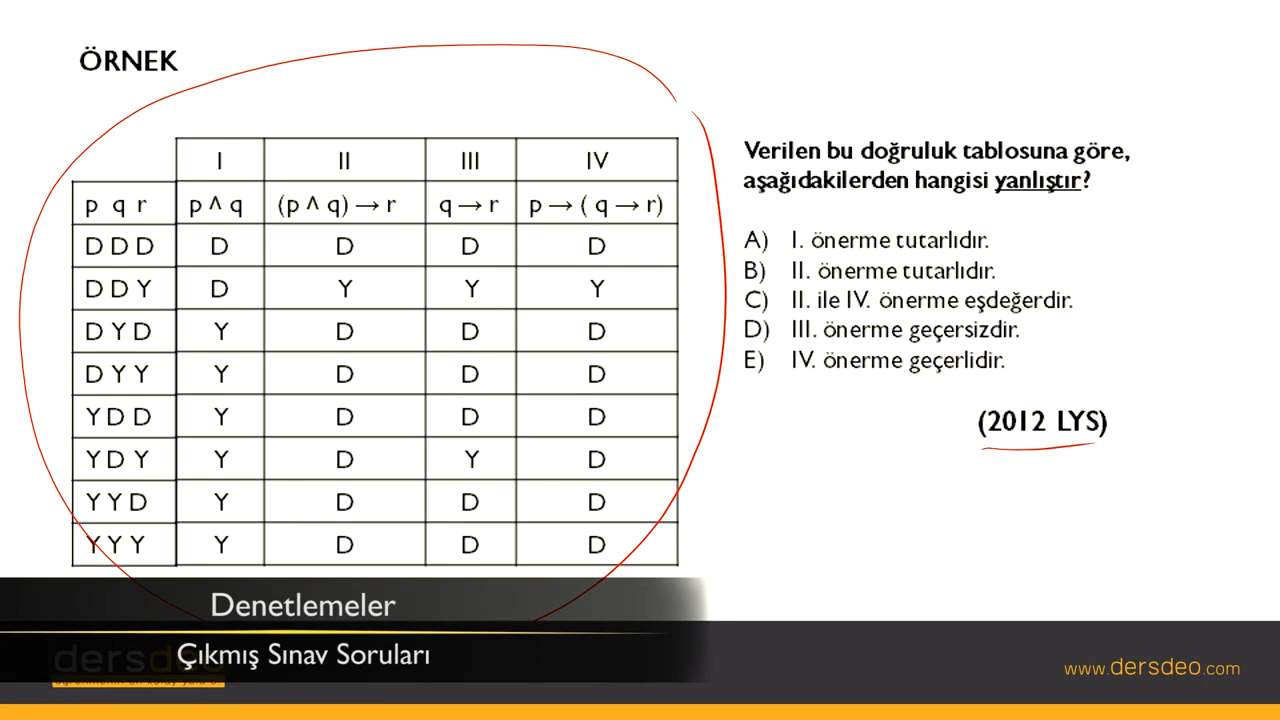 ÖRNEK
I II III IV
p q r p ^ q (p ^ q) → r q → r p → ( q → r)
D D D D D D D
D D Y D Y Y Y
D Y D Y D D D
D Y Y Y D D D
Y D D Y D D D
Y D Y Y D Y D
Y Y D Y D D D
Y Y Y Y D D D
Verilen bu doğruluk tablosuna göre,
aşağıdakilerden hangisi yanlıştır?
A) I. önerme tutarlıdır.
B) II. önerme tutarlıdır.
C) II. ile IV. önerme eşdeğerdir.
D) III. önerme geçersizdir.
E) IV. önerme geçerlidir.
(2012 LYS)
Denetlemeler
Çıkmış Sınav Soruları
dersdeo
www.dersdeo.com